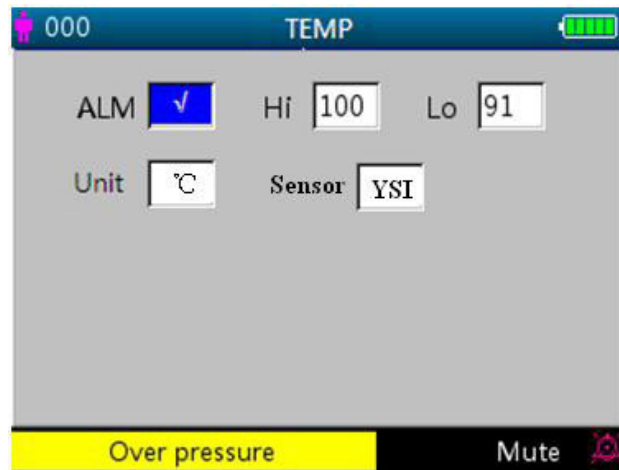 000 TEMP
ALM √ Hi 100 Lo 91
Unit ℃ Sensor YSI
Over pressure Mute